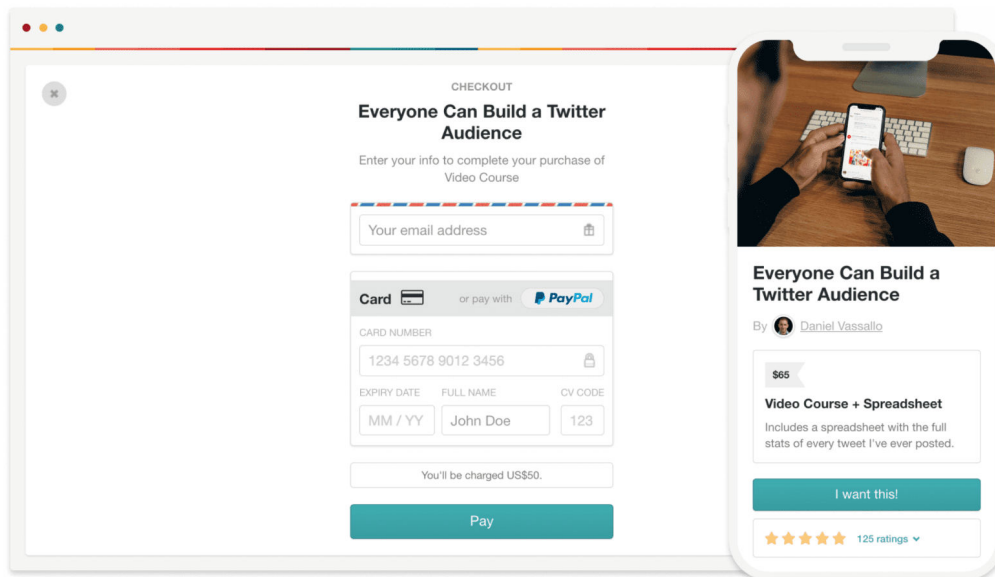 CHECKOUT
Everyone Can Build a Twitter
Audience
Enter your info to complete your purchase of
Video Course
Your email address
Card or pay with PayPal
CARD NUMBER
1234 5678 9012 3456
EXPIRY DATE FULL NAME CV CODE
MM / YY John Doe 123
You'll be charged US$50.
Pay
Everyone Can Build a
Twitter Audience
By Daniel Vassallo
$65
Video Course + Spreadsheet
Includes a spreadsheet with the full
stats of every tweet I've ever posted.
I want this!
125 ratings